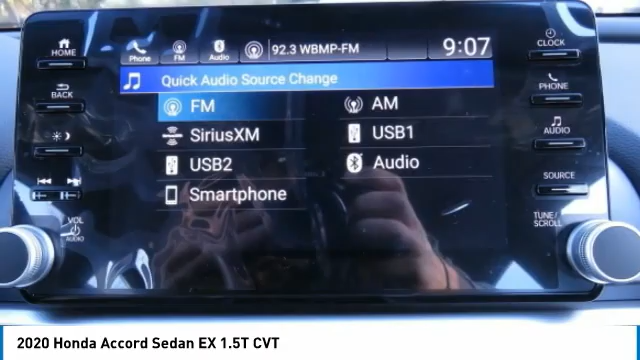 HOME
Phone
FM
Audio
92.3 WBMP-FM
9:07
CLOCK
Quick Audio Source Change
BACK
FM
AM
PHONE
SiriusXM
USB1
AUDIO
USB2
Audio
Smartphone
SOURCE
VOL
AUDIO
TUNE/
SCROLL
2020 Honda Accord Sedan EX 1.5T CVT